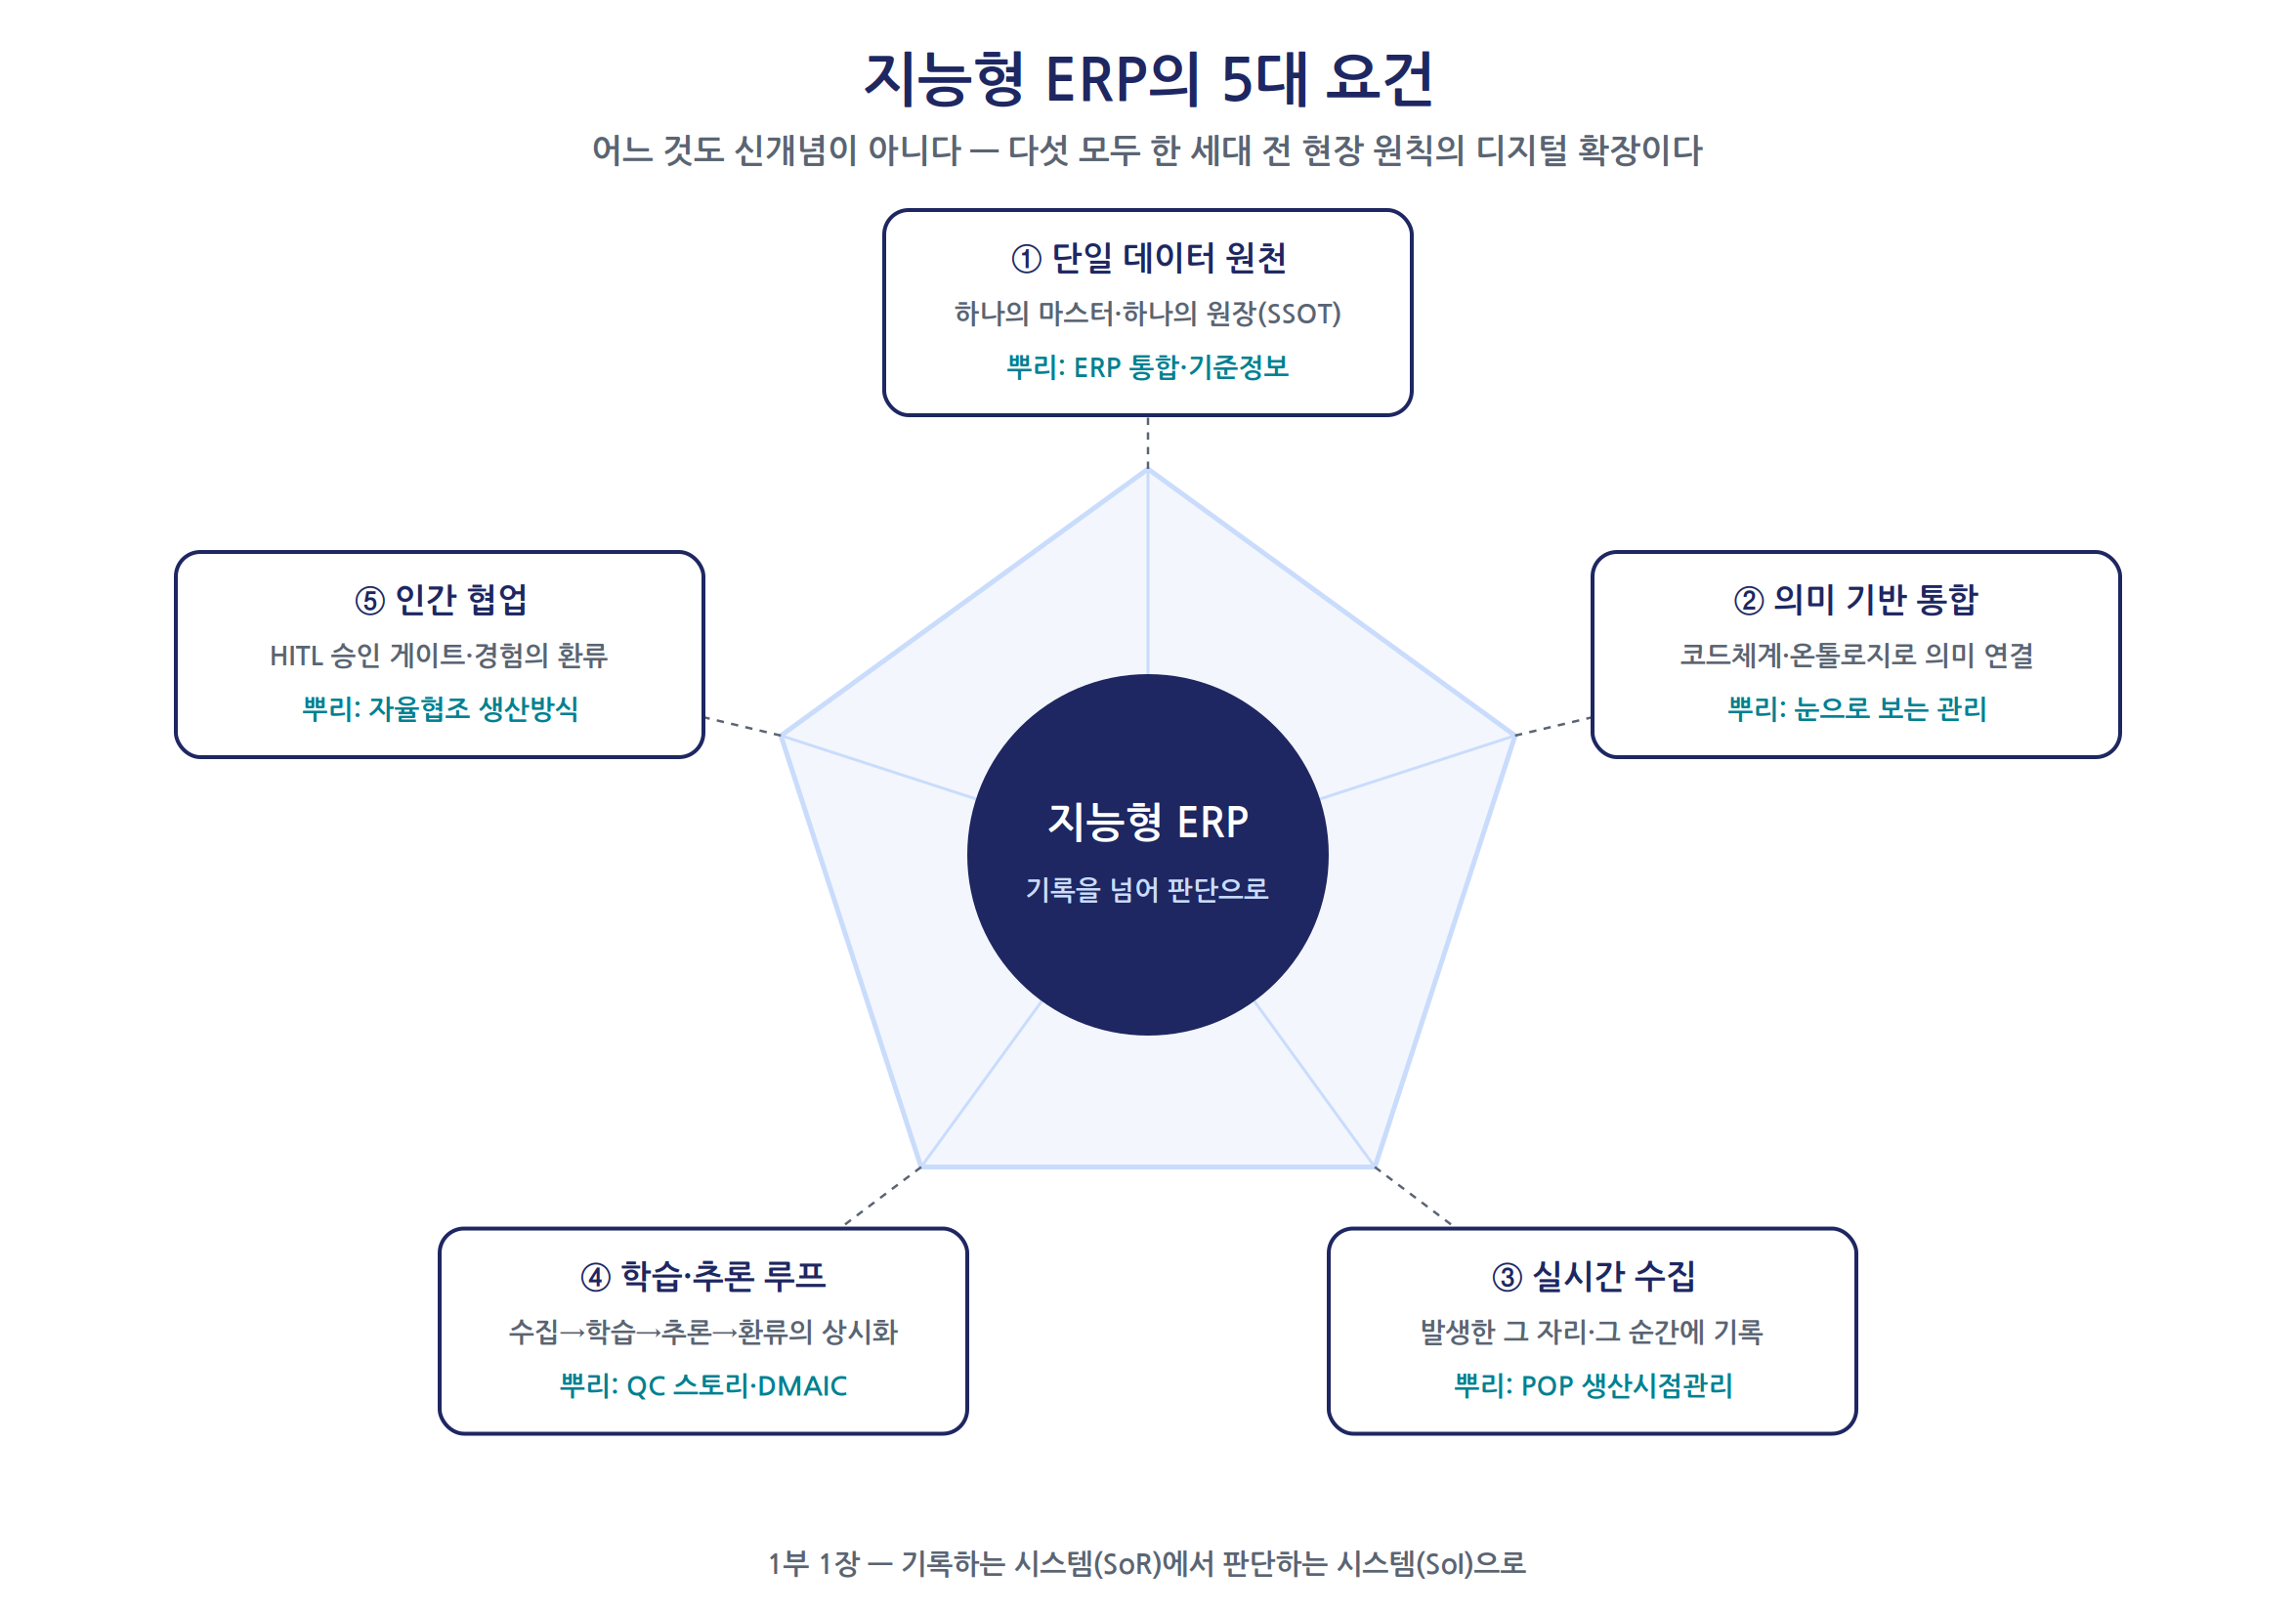 지능형 ERP의 5대 요건
어느 것도 신개념이 아니다 — 다섯 모두 한 세대 전 현장 원칙의 디지털 확장이다
① 단일 데이터 원천
하나의 마스터·하나의 원장(SSOT)
뿌리: ERP 통합·기준정보
⑤ 인간 협업
HITL 승인 게이트·경험의 환류
뿌리: 자율협조 생산방식
② 의미 기반 통합
코드체계·온톨로지로 의미 연결
뿌리: 눈으로 보는 관리
지능형 ERP
기록을 넘어 판단으로
④ 학습·추론 루프
수집→학습→추론→환류의 상시화
뿌리: QC 스토리·DMAIC
③ 실시간 수집
발생한 그 자리·그 순간에 기록
뿌리: POP 생산시점관리
1부 1장 — 기록하는 시스템(SoR)에서 판단하는 시스템(SoI)으로